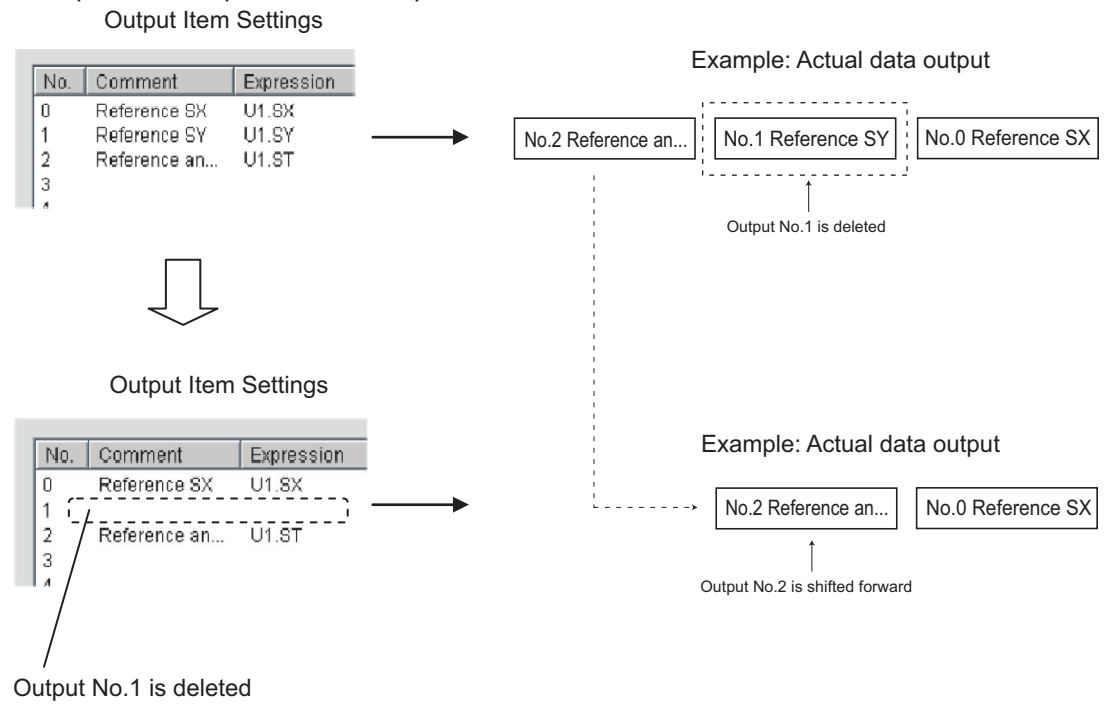 Output Item Settings
No. Comment Expression
0 Reference SX U1.SX
1 Reference SY U1.SY
2 Reference an... U1.ST
3
4
Example: Actual data output
No.2 Reference an... No.1 Reference SY No.0 Reference SX
Output No.1 is deleted
Output Item Settings
No. Comment Expression
0 Reference SX U1.SX
1
2 Reference an... U1.ST
3
4
Output No.1 is deleted
Example: Actual data output
No.2 Reference an... No.0 Reference SX
Output No.2 is shifted forward